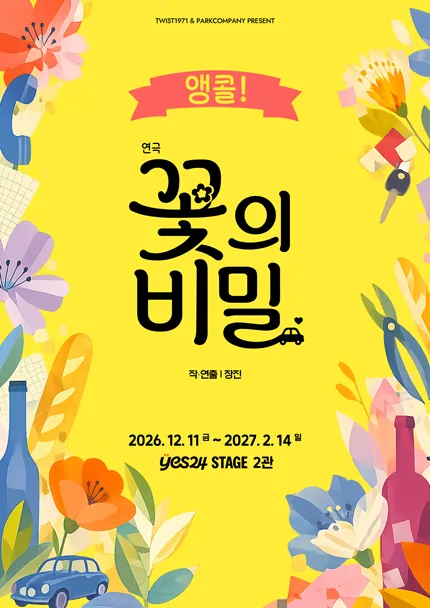 TWIST1971 & PARKCOMPANY PRESENT
앵콜!
연극
꽃의
비밀
작·연출 | 장진
2026. 12. 11 금 ~ 2027. 2. 14 일
yes24 STAGE 2관